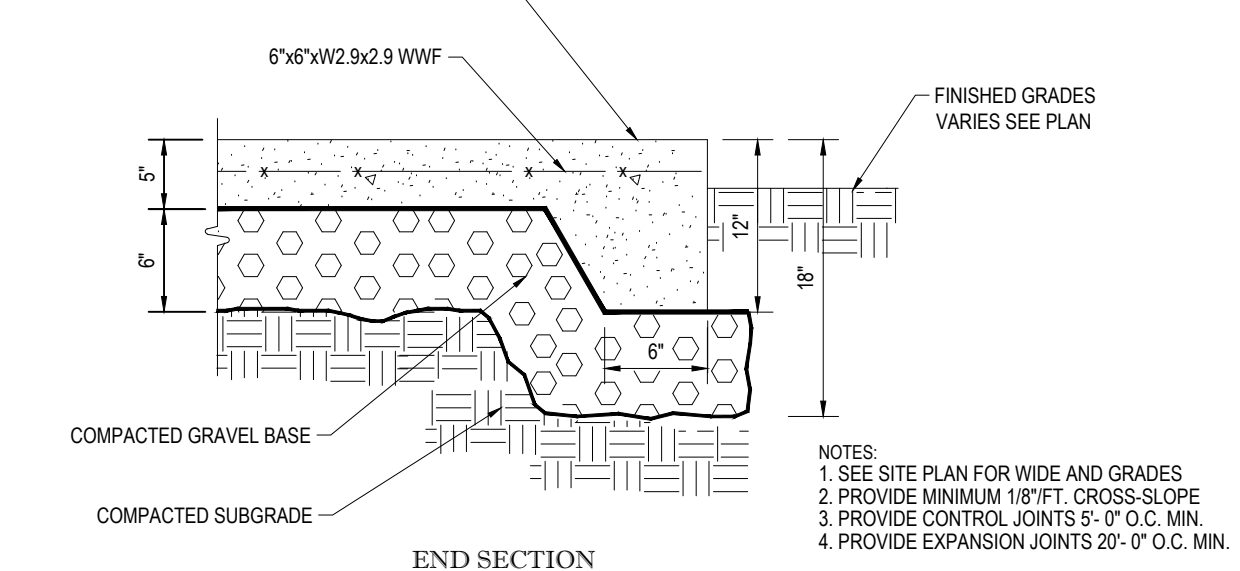 6"x6"xW2.9x2.9 WWF
FINISHED GRADES
VARIES SEE PLAN
5"
6"
12"
18"
6"
COMPACTED GRAVEL BASE
COMPACTED SUBGRADE
NOTES:
1. SEE SITE PLAN FOR WIDE AND GRADES
2. PROVIDE MINIMUM 1/8"/FT. CROSS-SLOPE
3. PROVIDE CONTROL JOINTS 5'- 0" O.C. MIN.
4. PROVIDE EXPANSION JOINTS 20'- 0" O.C. MIN.
END SECTION